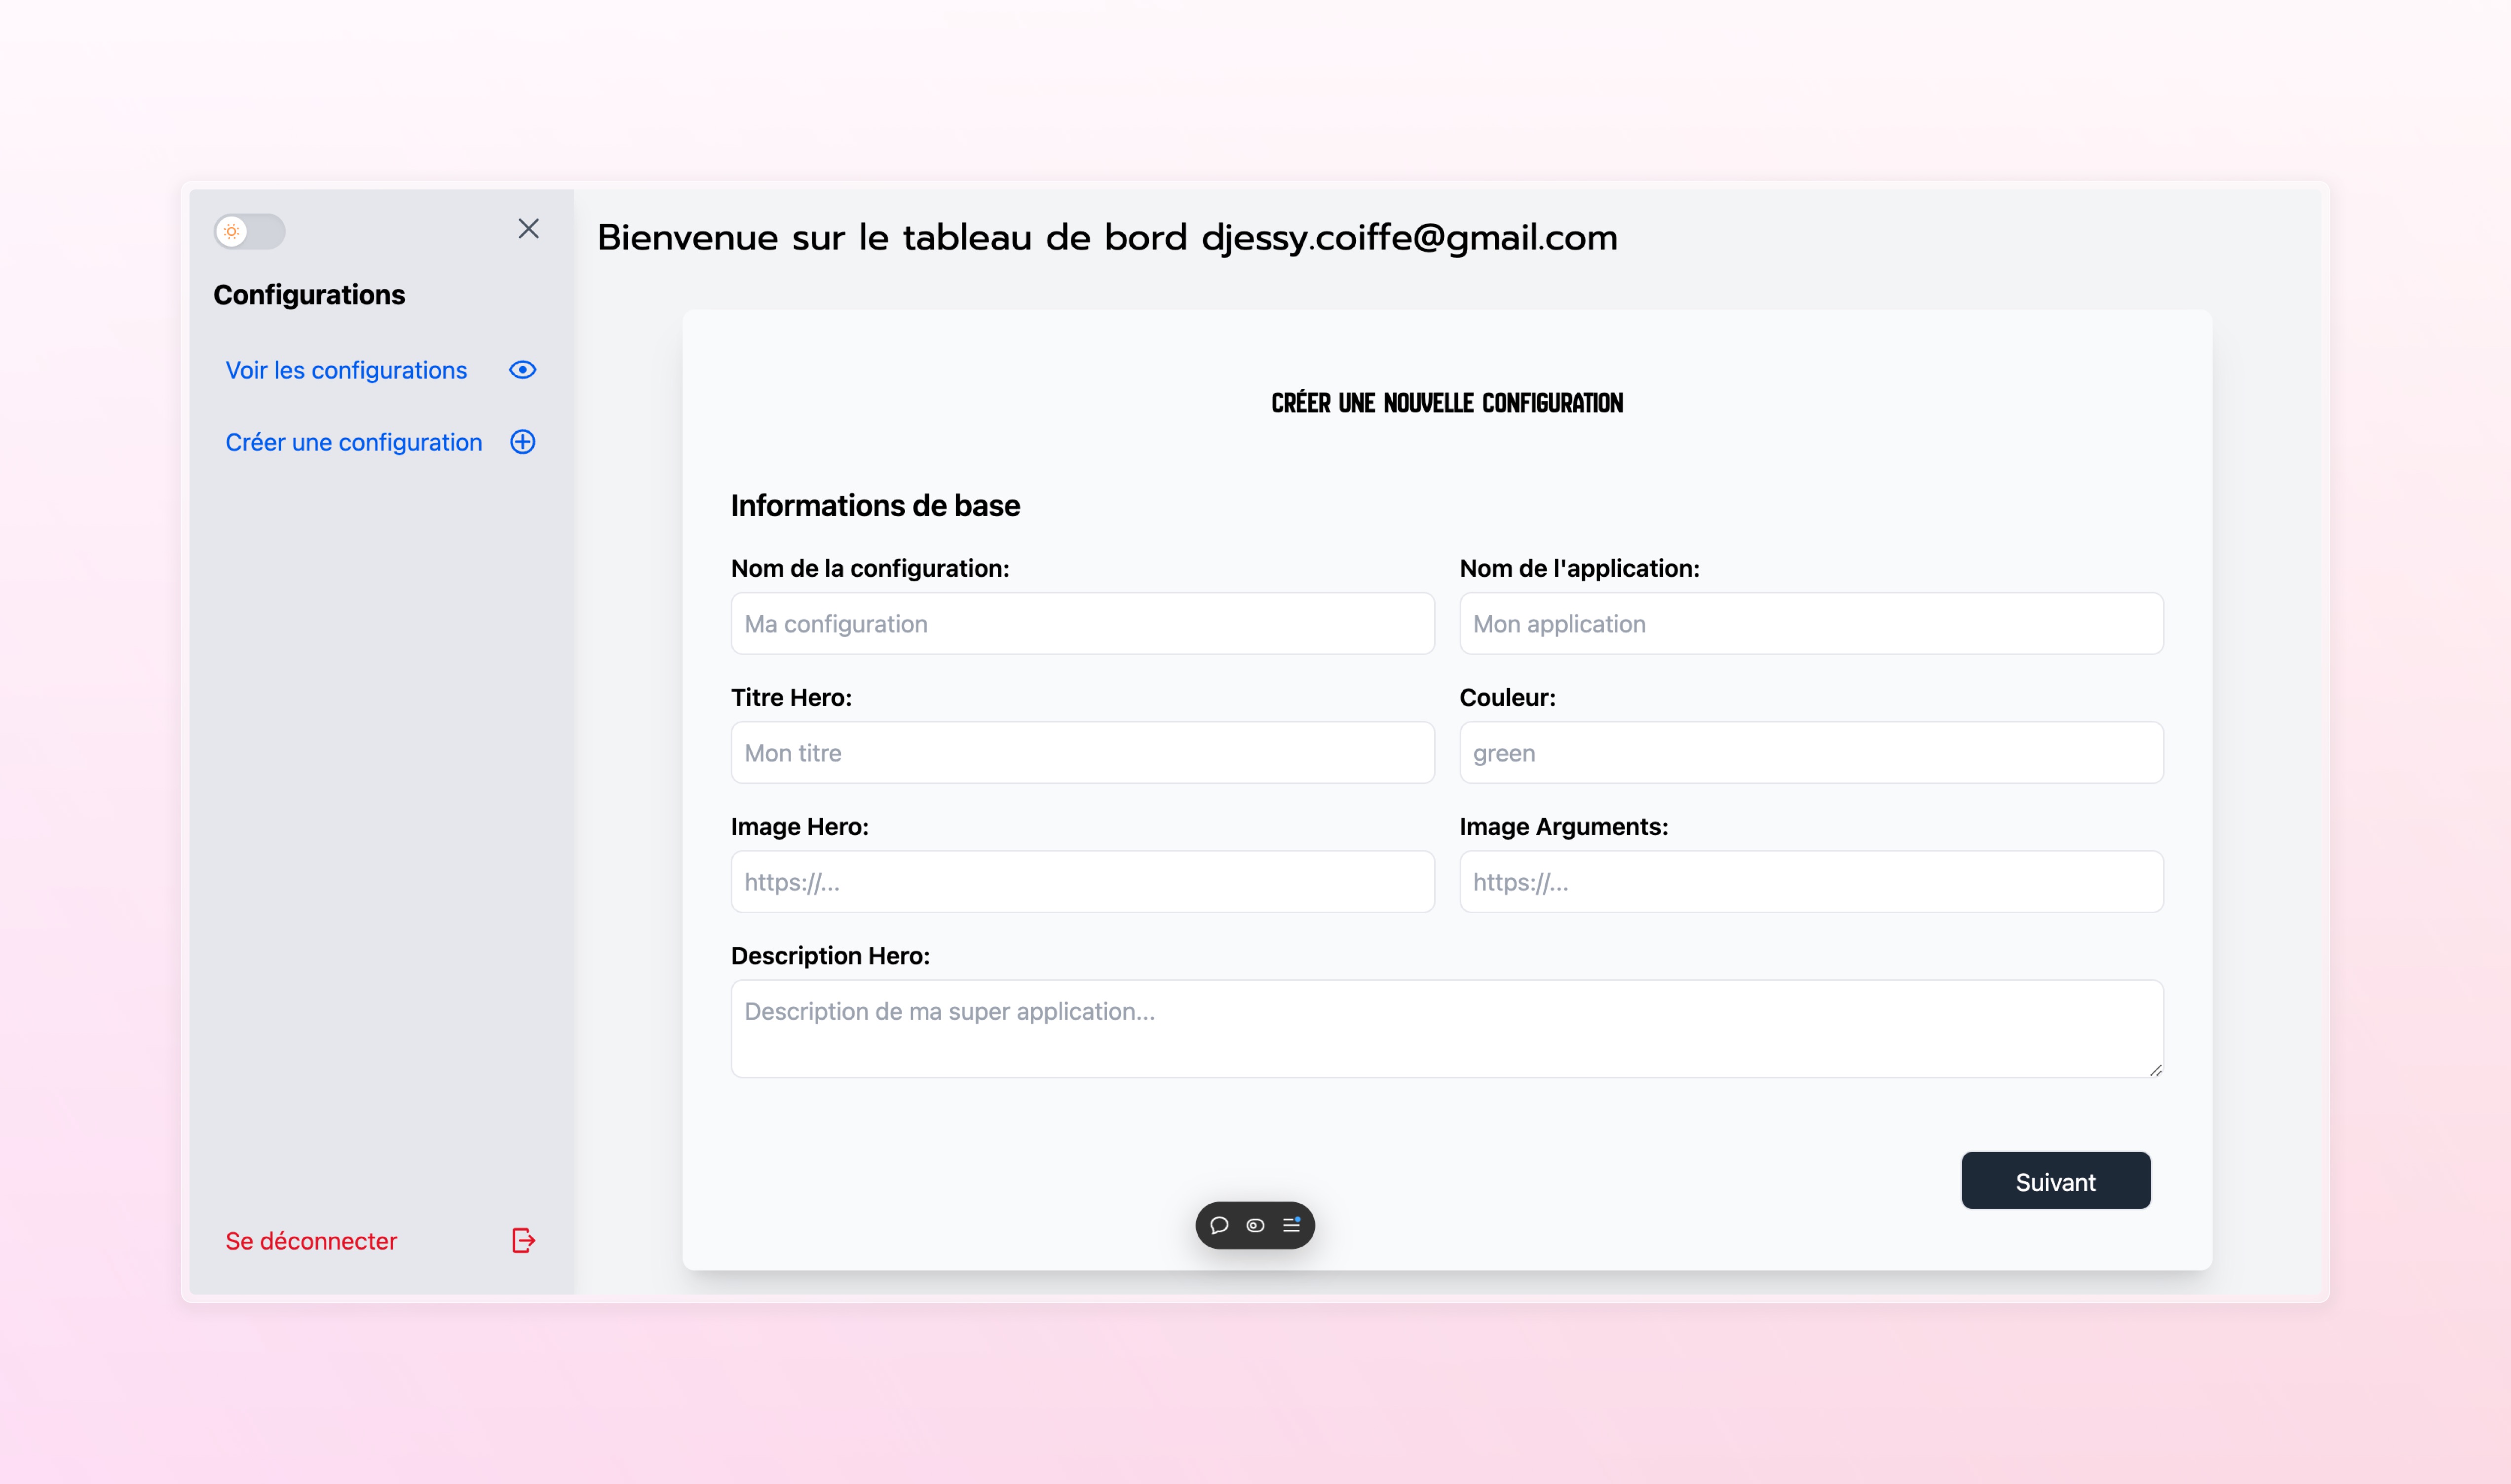 Configurations
Voir les configurations
Créer une configuration
Se déconnecter
Bienvenue sur le tableau de bord djessy.coiffe@gmail.com
CRÉER UNE NOUVELLE CONFIGURATION
Informations de base
Nom de la configuration:
Ma configuration
Nom de l'application:
Mon application
Titre Hero:
Mon titre
Couleur:
green
Image Hero:
https://...
Image Arguments:
https://...
Description Hero:
Description de ma super application...
Suivant